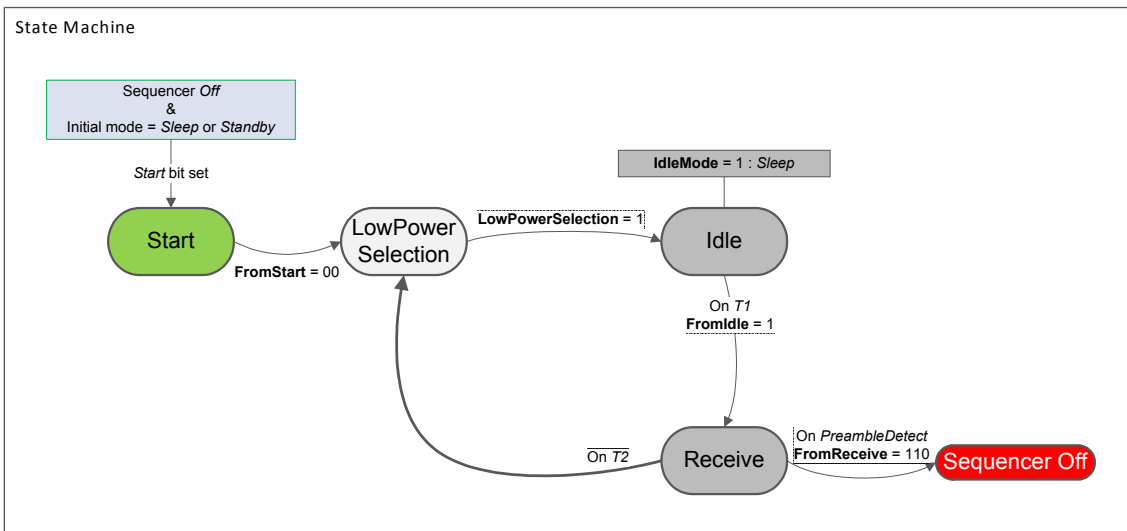 State Machine
Sequencer Off
&
Initial mode = Sleep or Standby
Start bit set
IdleMode = 1 : Sleep
Start
LowPower
Selection
LowPowerSelection = 1
Idle
FromStart = 00
On T1
FromIdle = 1
On T2
Receive
On PreambleDetect
FromReceive = 110
Sequencer Off